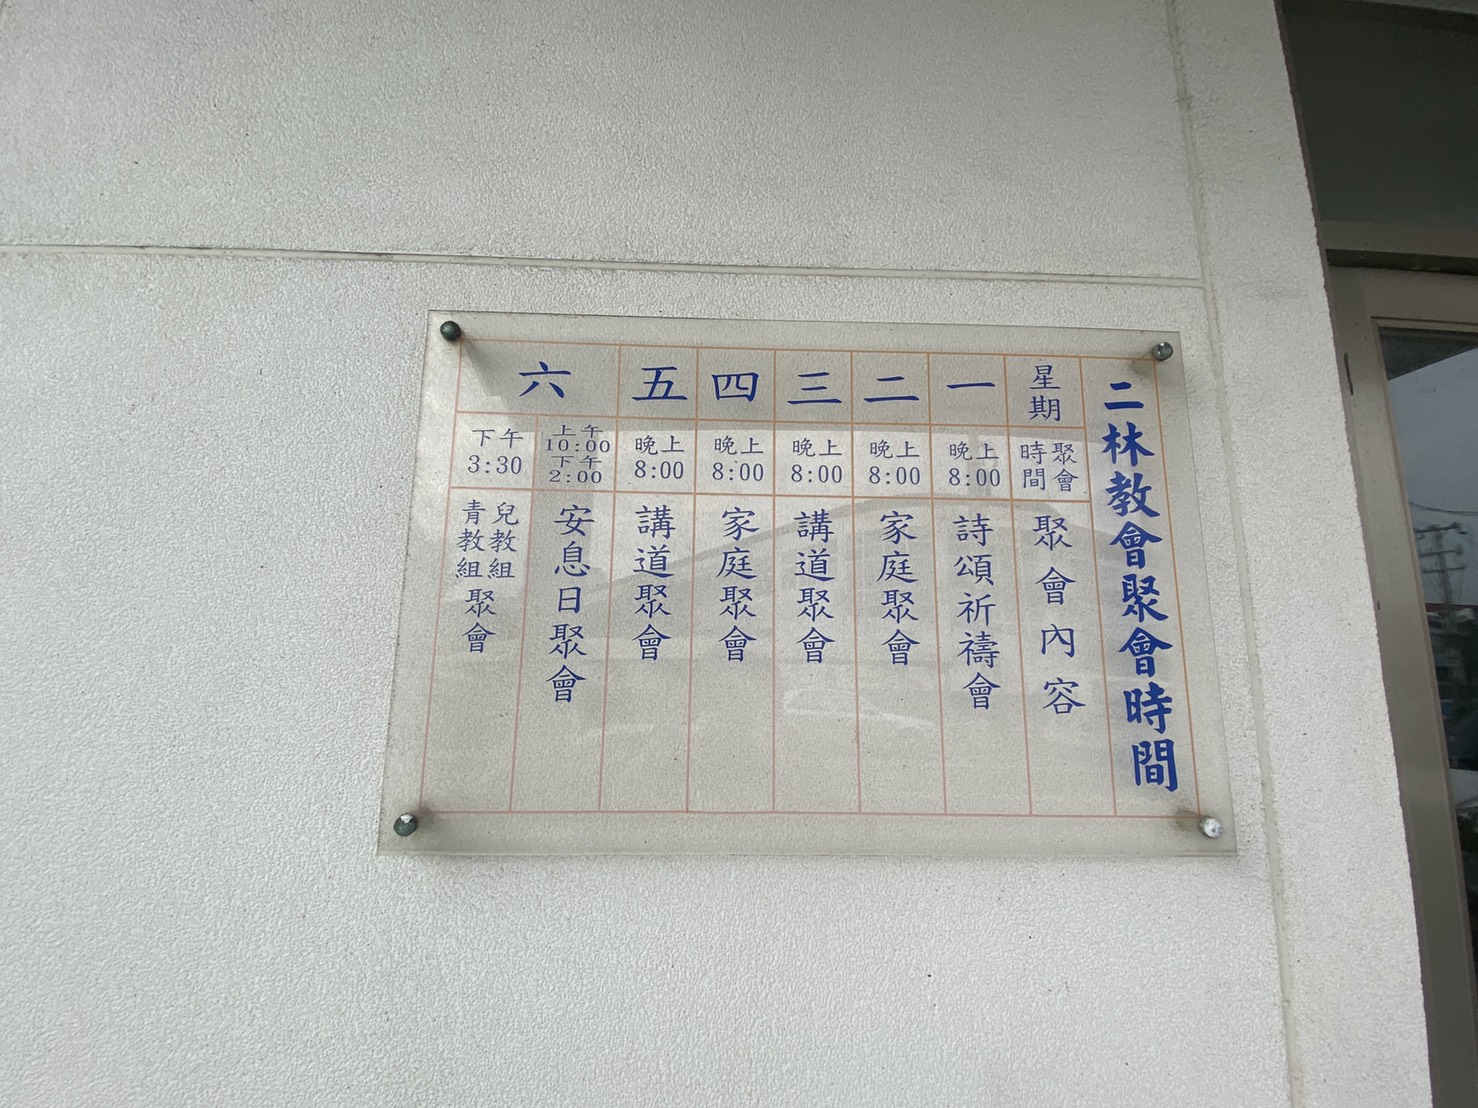 二林教會聚會時間
星期
聚會時間
聚會內容
一
晚上
8:00
詩頌祈禱會
二
晚上
8:00
家庭聚會
三
晚上
8:00
講道聚會
四
晚上
8:00
家庭聚會
五
晚上
8:00
講道聚會
六
上午
10:00
下午
2:00
安息日聚會
下午
3:30
兒教組
青教組
聚會